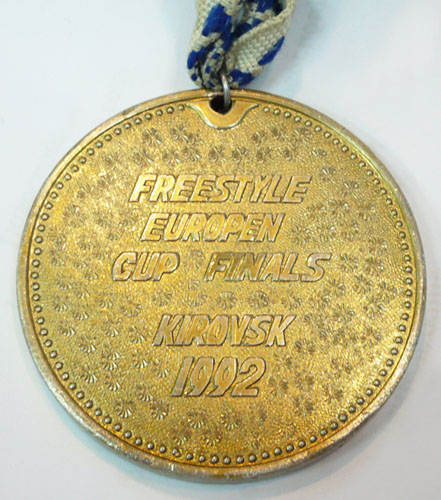 FREESTYLE
EUROPEN
CUP FINALS
KIROVSK
1992